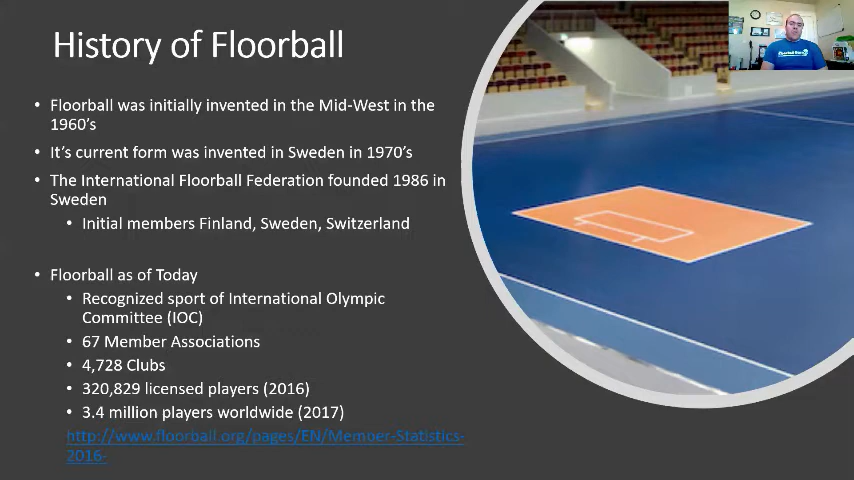 History of Floorball
• Floorball was initially invented in the Mid-West in the
1960's
• It's current form was invented in Sweden in 1970's
• The International Floorball Federation founded 1986 in
Sweden
• Initial members Finland, Sweden, Switzerland
• Floorball as of Today
• Recognized sport of International Olympic
Committee (IOC)
• 67 Member Associations
• 4,728 Clubs
• 320,829 licensed players (2016)
• 3.4 million players worldwide (2017)
http://www.floorball.org/pages/EN/Member-Statistics-
2016-